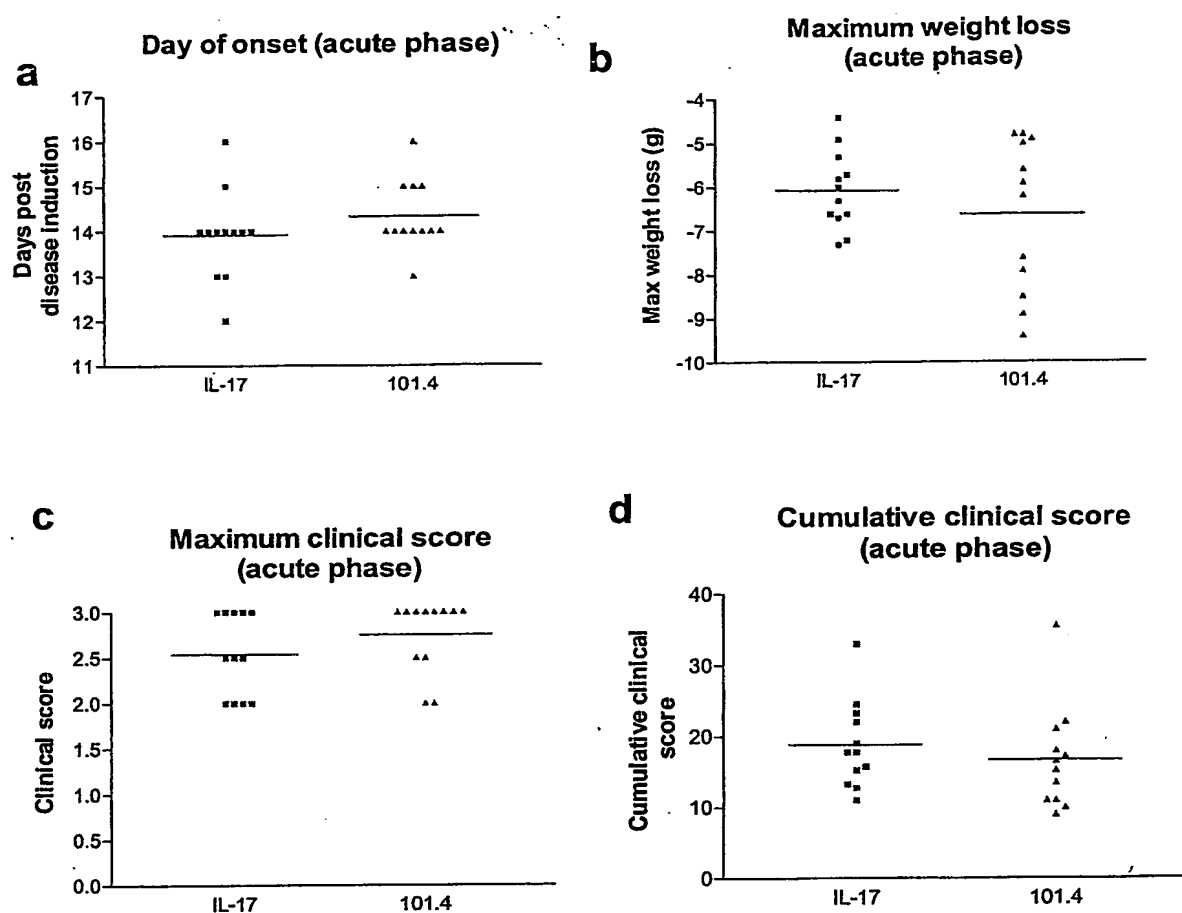 a
Day of onset (acute phase)
Days post
disease induction
17
16
15
14
13
12
11
IL-17
101.4
b
Maximum weight loss
(acute phase)
Max weight loss (g)
-4
-5
-6
-7
-8
-9
-10
IL-17
101.4
c
Maximum clinical score
(acute phase)
Clinical score
3.0
2.5
2.0
1.5
1.0
0.5
0.0
IL-17
101.4
d
Cumulative clinical score
(acute phase)
Cumulative clinical
score
40
30
20
10
0
IL-17
101.4